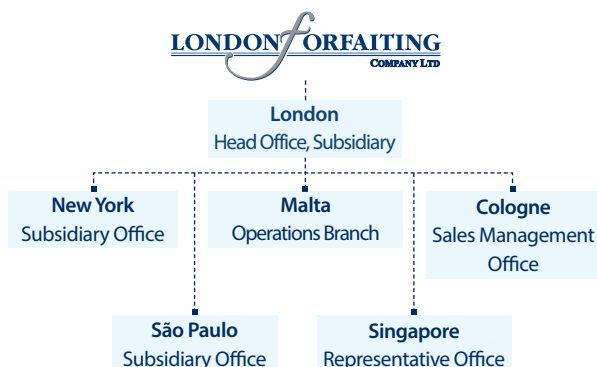 LONDON FORFAITING
COMPANY LTD
London
Head Office, Subsidiary
New York
Subsidiary Office
Malta
Operations Branch
Cologne
Sales Management
Office
São Paulo
Subsidiary Office
Singapore
Representative Office